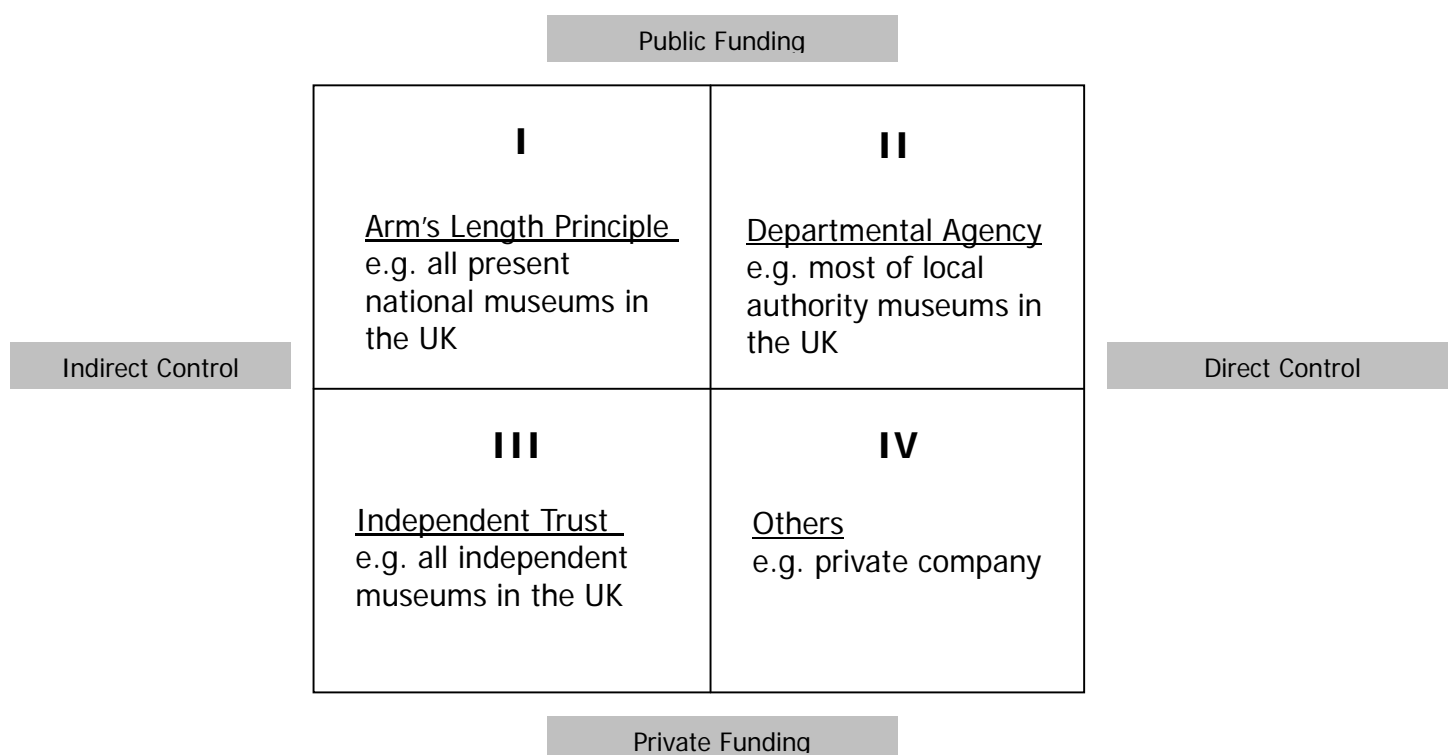 Public Funding
I
Arm's Length Principle
e.g. all present
national museums in
the UK
II
Departmental Agency
e.g. most of local
authority museums in
the UK
Indirect Control
Direct Control
III
Independent Trust
e.g. all independent
museums in the UK
IV
Others
e.g. private company
Private Funding